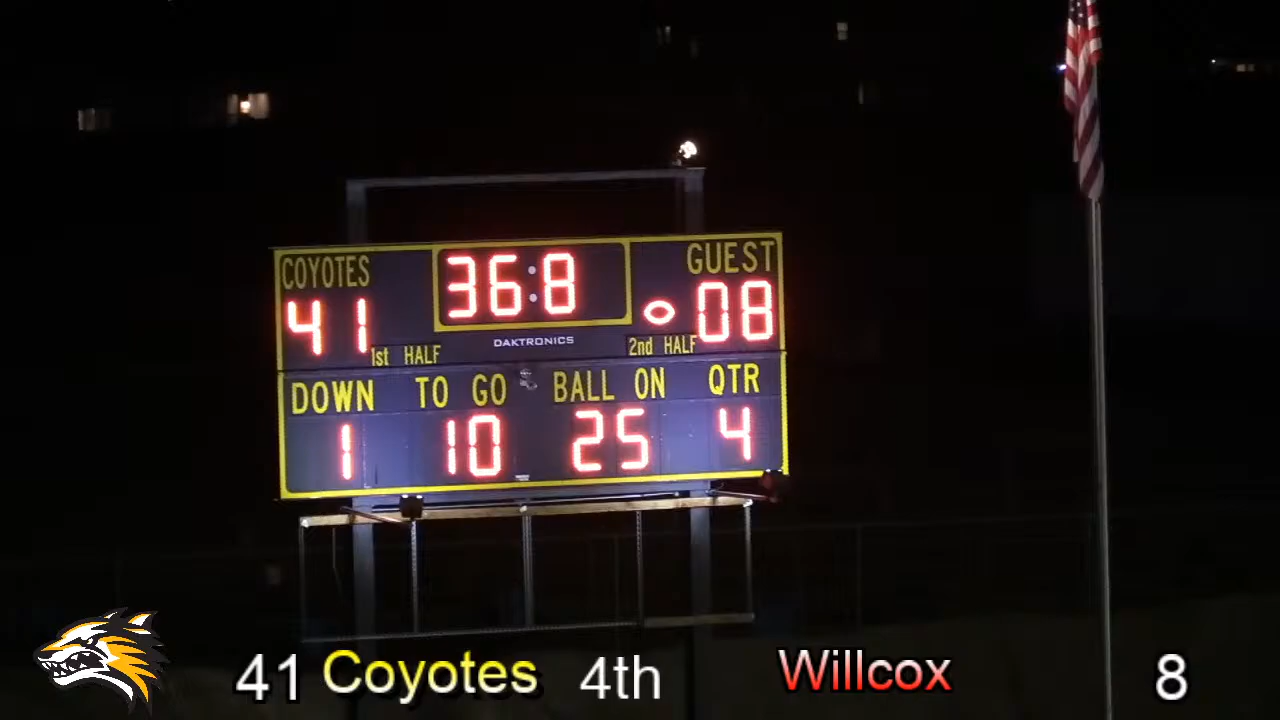 COYOTES 36:8 GUEST
41 08
DAKTRONICS
1st HALF 2nd HALF
DOWN TO GO BALL ON QTR
1 10 25 4
41 Coyotes 4th Willcox 8